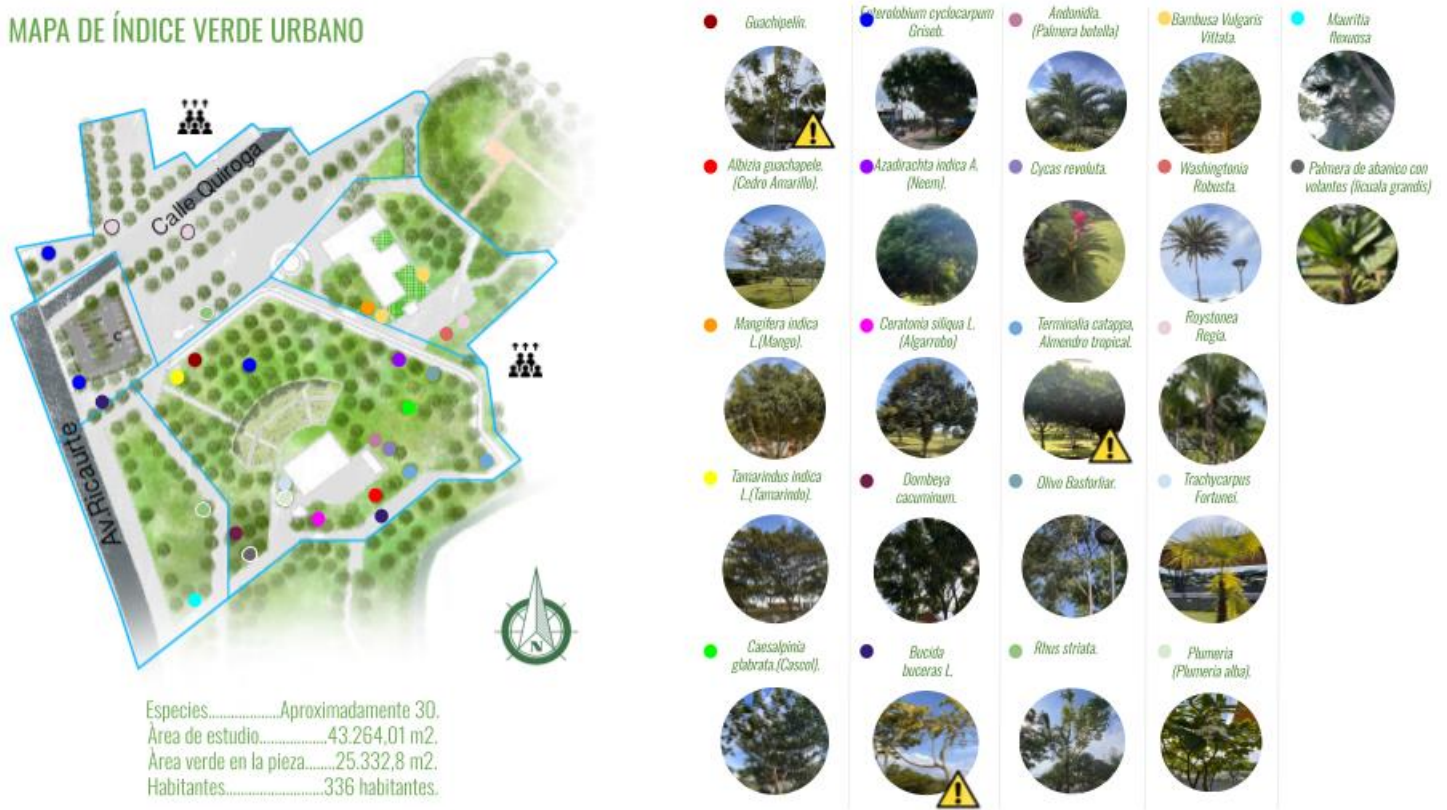 MAPA DE ÍNDICE VERDE URBANO
Calle Quiroga
Av.Ricaurte
C
N
Especies....................Aproximadamente 30.
Àrea de estudio..................43.264,01 m2.
Àrea verde en la pieza........25.332,8 m2.
Habitantes...........................336 habitantes.
Guachipelín.
Enterolobium cyclocarpum
Griseb.
Andonidia.
(Palmera botella)
Bambusa Vulgaris
Vittata.
Mauritia
flexuosa
Albizia guachapele.
(Cedro Amarillo).
Azadirachta indica A.
(Neem).
Cycas revoluta.
Washingtonia
Robusta.
Palmera de abanico con
volantes (licuala grandis)
Mangifera indica
L.(Mango).
Ceratonia siliqua L.
(Algarrobo)
Terminalia catappa,
Almendro tropical.
Roystonea
Regia.
Tamarindus indica
L.(Tamarindo).
Dombeya
cacuminum.
Olivo Basforliar.
Trachycarpus
Fortunei.
Caesalpinia
glabrata.(Cascol).
Bucida
buceras L.
Rhus striata.
Plumeria
(Plumeria alba).